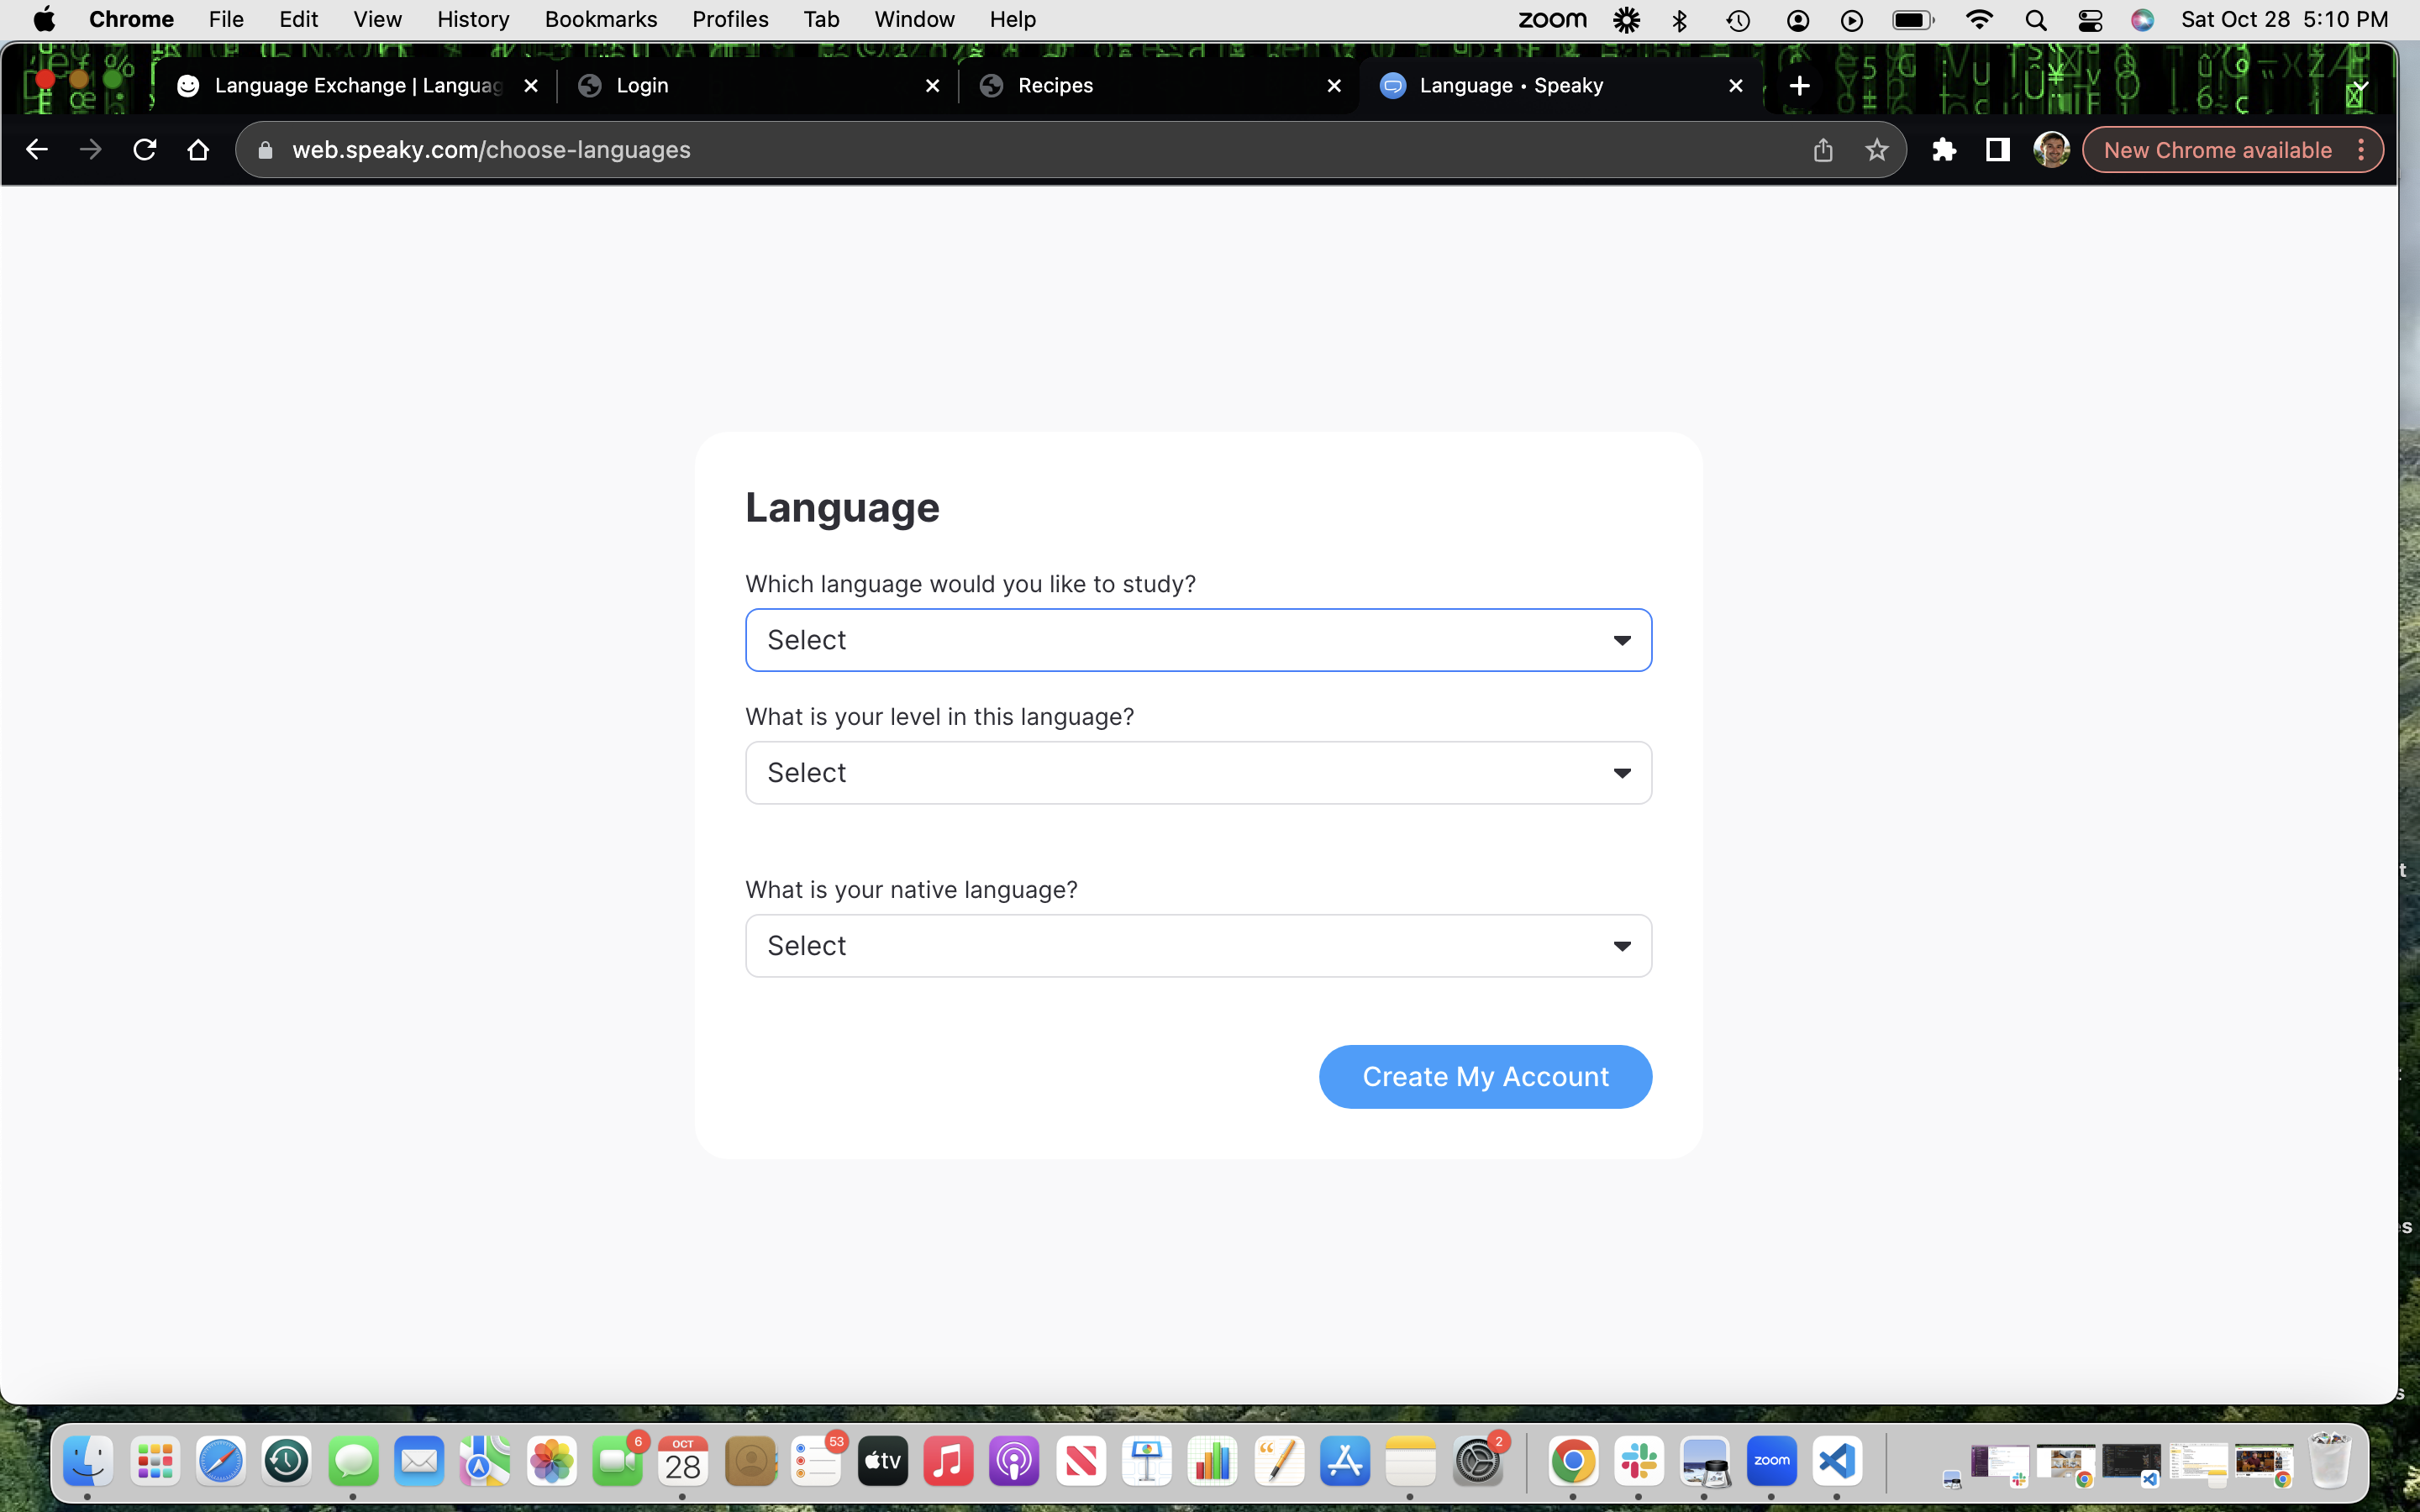 Chrome File Edit View History Bookmarks Profiles Tab Window Help zoom Sat Oct 28 5:10 PM
Language Exchange | Languag Login Recipes Language • Speaky
web.speaky.com/choose-languages New Chrome available
Language
Which language would you like to study?
Select
What is your level in this language?
Select
What is your native language?
Select
Create My Account
6 OCT 28 53 tv 2 zoom